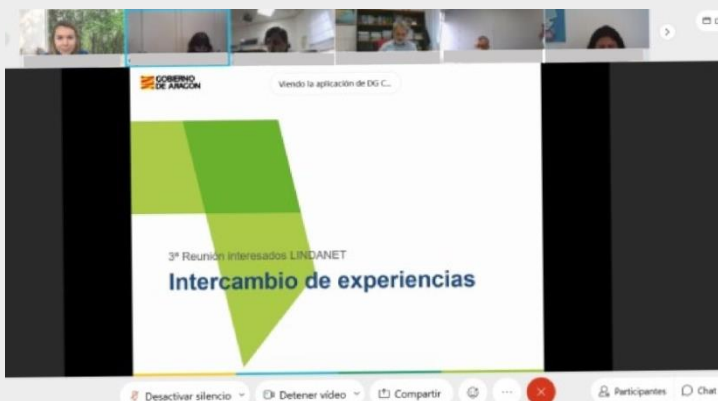 GOBIERNO
DE ARAGON
Viendo la aplicación de DG C...
3ª Reunión interesados LINDANET
Intercambio de experiencias
Desactivar silencio
Detener vídeo
Compartir
Participantes
Chat